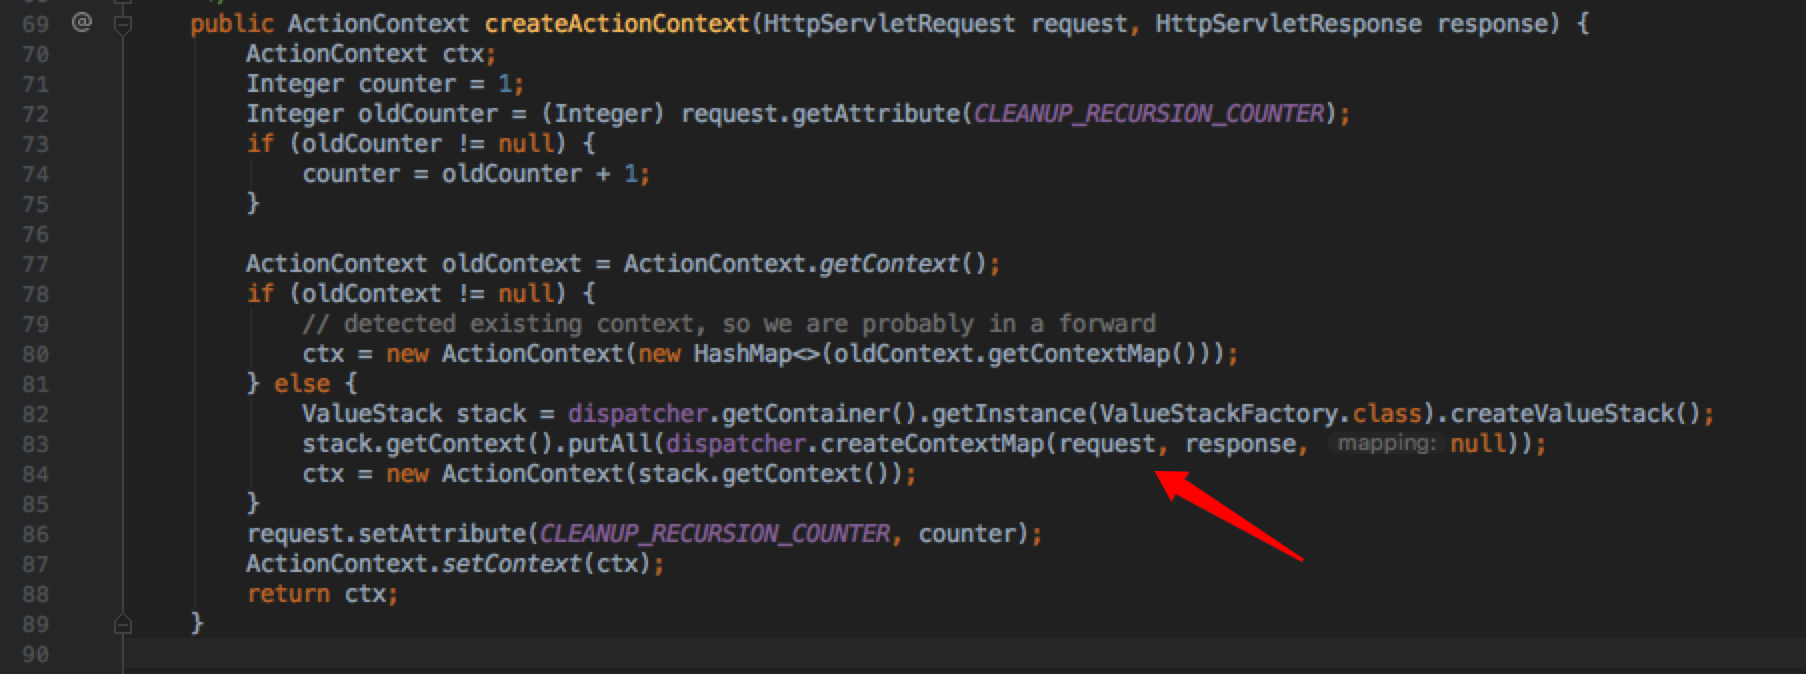 69 @ public ActionContext createActionContext(HttpServletRequest request, HttpServletResponse response) {
70 ActionContext ctx;
71 Integer counter = 1;
72 Integer oldCounter = (Integer) request.getAttribute(CLEANUP_RECURSION_COUNTER);
73 if (oldCounter != null) {
74 counter = oldCounter + 1;
75 }
76
77 ActionContext oldContext = ActionContext.getContext();
78 if (oldContext != null) {
79 // detected existing context, so we are probably in a forward
80 ctx = new ActionContext(new HashMap<>(oldContext.getContextMap()));
81 } else {
82 ValueStack stack = dispatcher.getContainer().getInstance(ValueStackFactory.class).createValueStack();
83 stack.getContext().putAll(dispatcher.createContextMap(request, response, mapping: null));
84 ctx = new ActionContext(stack.getContext());
85 }
86 request.setAttribute(CLEANUP_RECURSION_COUNTER, counter);
87 ActionContext.setContext(ctx);
88 return ctx;
89 }
90